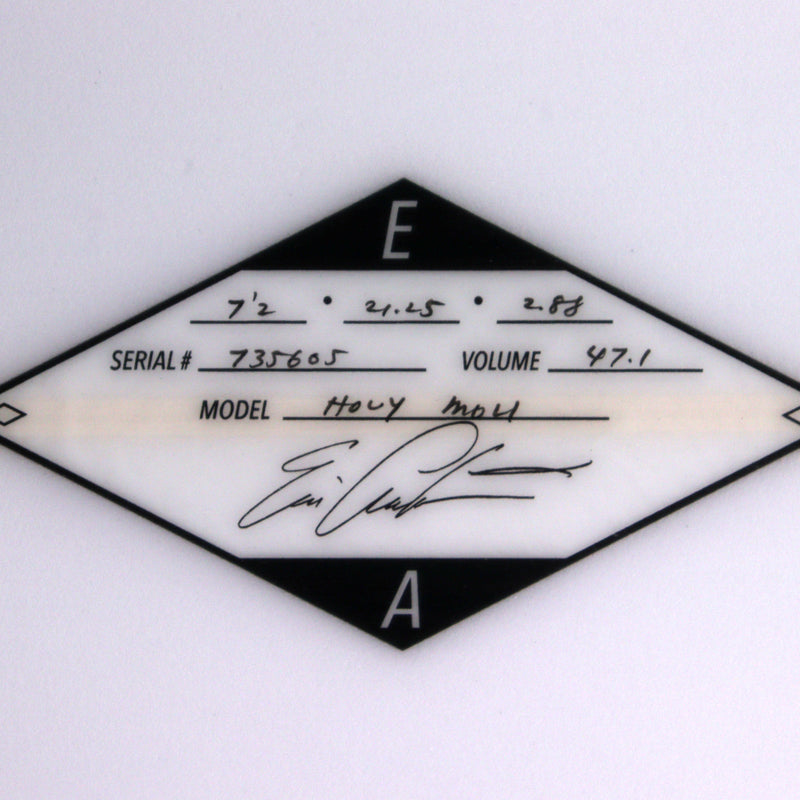 E
7'2 • 21.25 • 2.88
SERIAL # 735605 VOLUME 47.1
MODEL HOLY MOLI
A